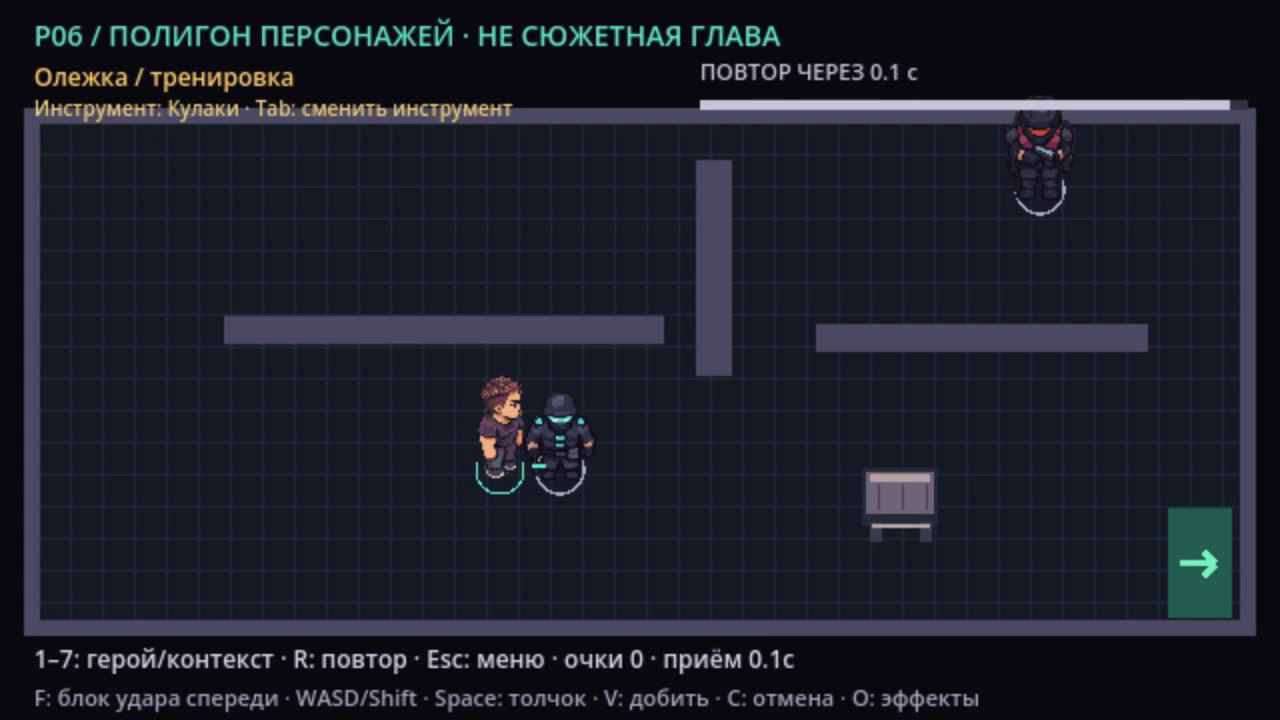 P06 / ПОЛИГОН ПЕРСОНАЖЕЙ · НЕ СЮЖЕТНАЯ ГЛАВА
Олежка / тренировка
ПОВТОР ЧЕРЕЗ 0.1 с
Инструмент: Кулаки · Tab: сменить инструмент
→
1–7: герой/контекст · R: повтор · Esc: меню · очки 0 · приём 0.1с
F: блок удара спереди · WASD/Shift · Space: толчок · V: добить · C: отмена · O: эффекты